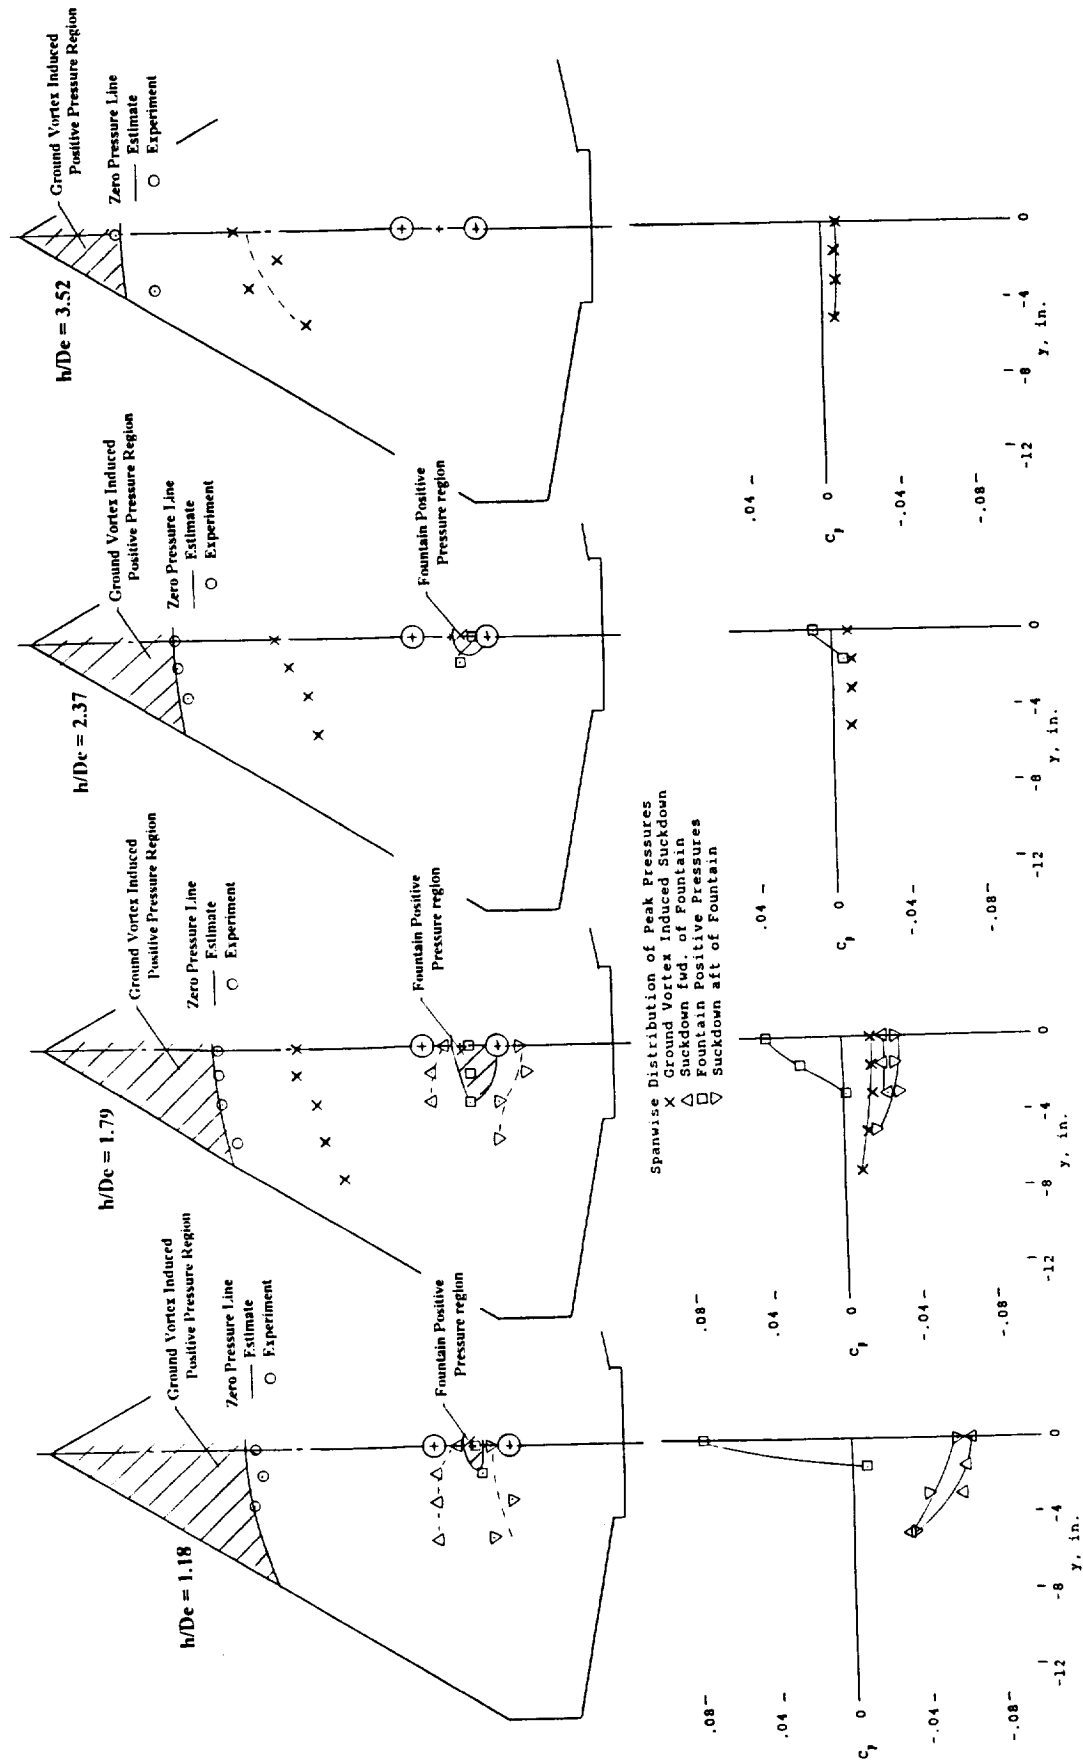 h/De = 1.18
Ground Vortex Induced
Positive Pressure Region
Zero Pressure Line
Estimate
Experiment
Fountain Positive
Pressure region
h/De = 1.79
Ground Vortex Induced
Positive Pressure Region
Zero Pressure Line
Estimate
Experiment
Fountain Positive
Pressure region
h/De = 2.37
Ground Vortex Induced
Positive Pressure Region
Zero Pressure Line
Estimate
Experiment
Fountain Positive
Pressure region
h/De = 3.52
Ground Vortex Induced
Positive Pressure Region
Zero Pressure Line
Estimate
Experiment
Spanwise Distribution of Peak Pressures
Ground Vortex Induced Suckdown
Suckdown fwd. of Fountain
Fountain Positive Pressures
Suckdown aft of Fountain
.08
.04
0
Cp
-.04
-.08
-12
-8
-4
0
y, in.
.08
.04
0
Cp
-.04
-.08
-12
-8
-4
0
y, in.
.04
0
Cp
-.04
-.08
-12
-8
-4
0
y, in.
.04
0
Cp
-.04
-.08
-12
-8
-4
0
y, in.